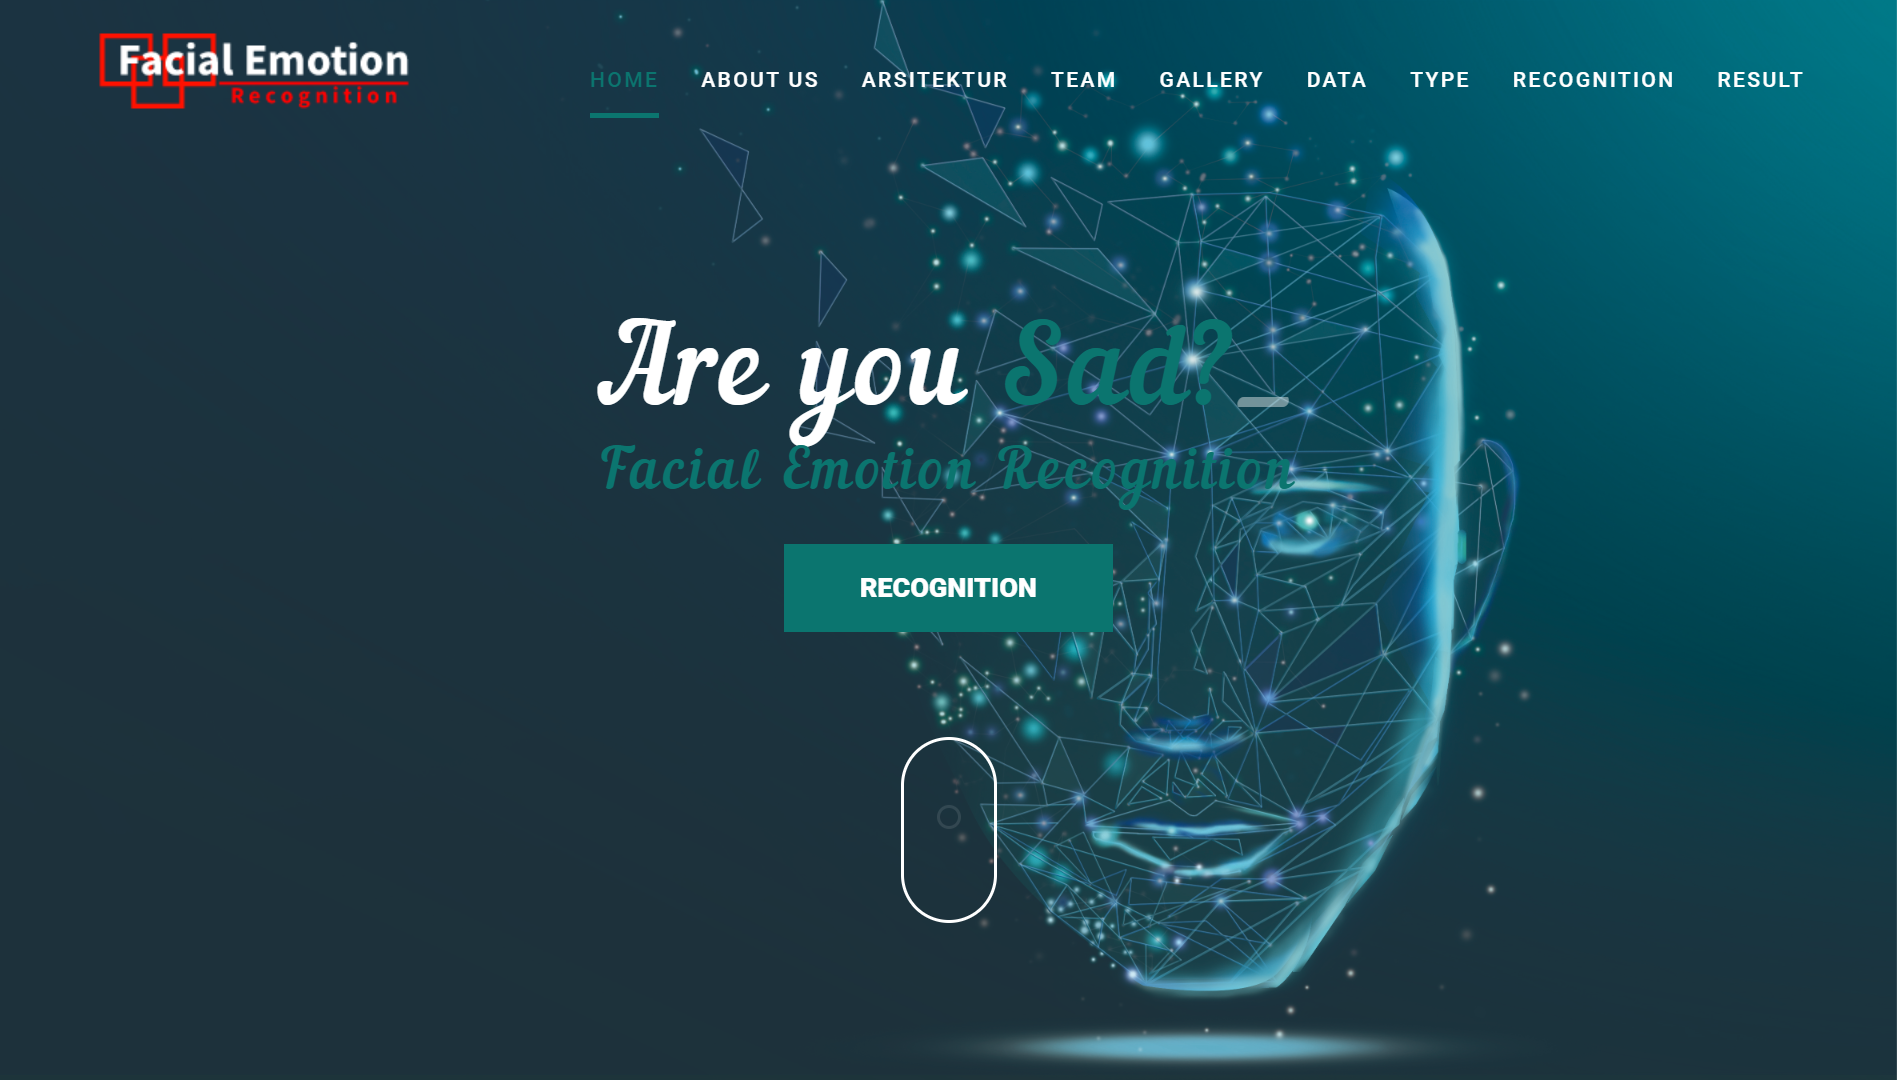 Facial Emotion
Recognition
HOME ABOUT US ARSITEKTUR TEAM GALLERY DATA TYPE RECOGNITION RESULT
Are you Sad?_
Facial Emotion Recognition
RECOGNITION